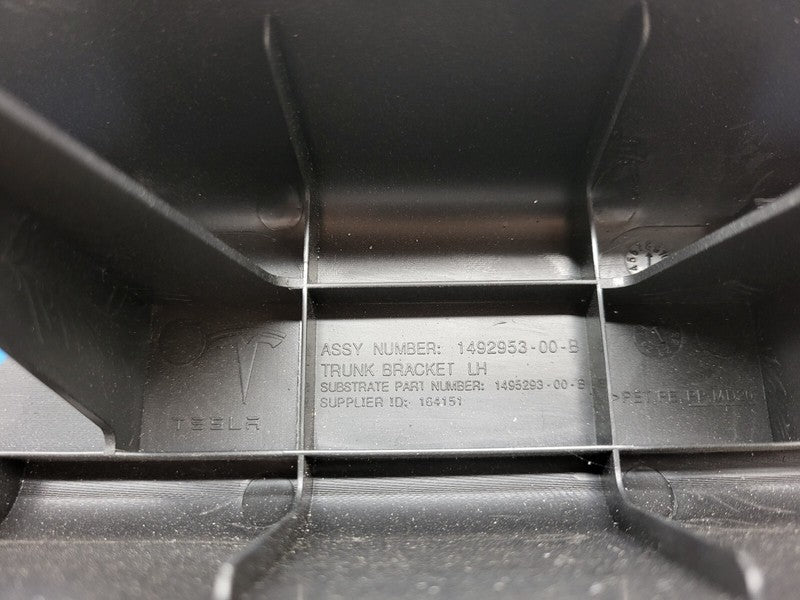 ASSY NUMBER: 1492953-00-B
TRUNK BRACKET LH
SUBSTRATE PART NUMBER: 1495293-00-B
SUPPLIER ID: 164151
TESLA